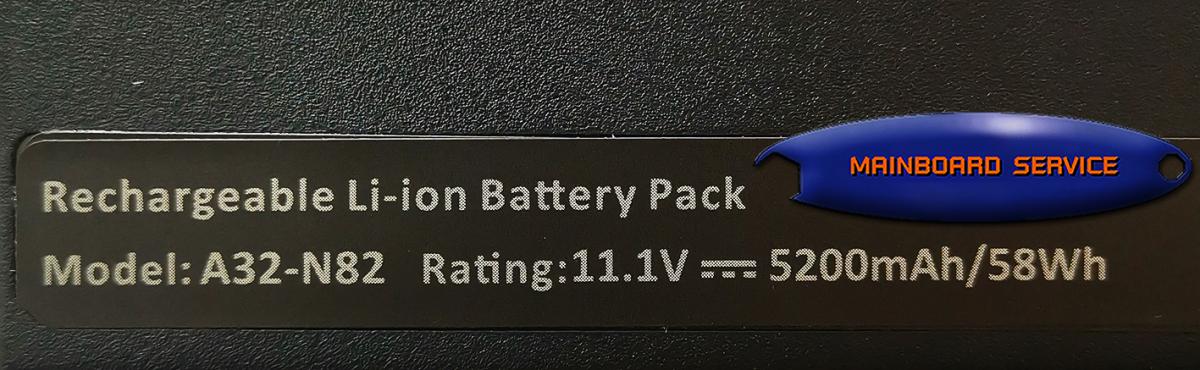 MAINBOARD SERVICE
Rechargeable Li-ion Battery Pack
Model: A32-N82 Rating:11.1V ⎓ 5200mAh/58Wh